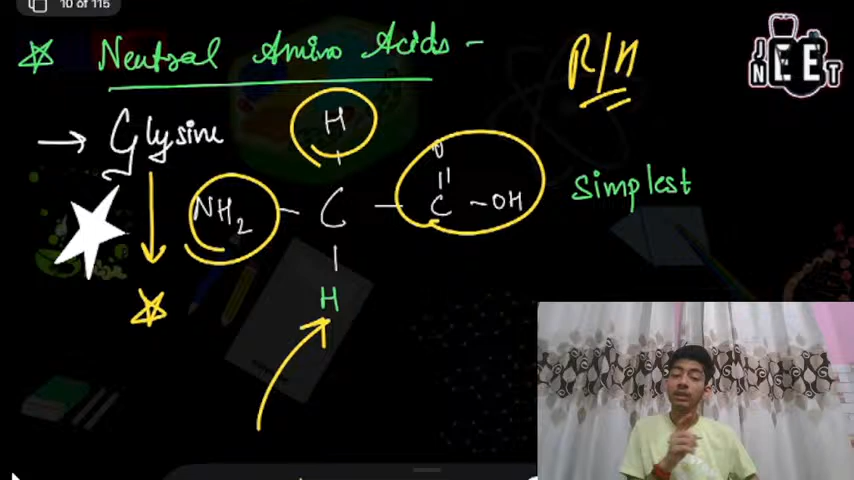 10 of 115
Neutral Amino Acids -
R/H
J
NEET
→ Glysine
H
NH2 - C - C - OH
O
H
Simplest